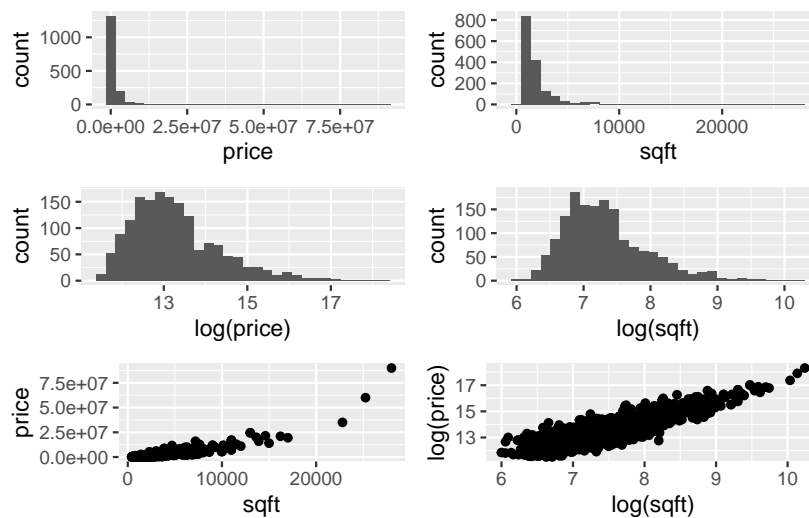 count
1000
500
0
0.0e+00 2.5e+07 5.0e+07 7.5e+07
price
count
800
600
400
200
0
0 10000 20000
sqft
count
150
100
50
0
13 15 17
log(price)
count
150
100
50
0
6 7 8 9 10
log(sqft)
price
7.5e+07
5.0e+07
2.5e+07
0.0e+00
0 10000 20000
sqft
log(price)
17
15
13
6 7 8 9 10
log(sqft)